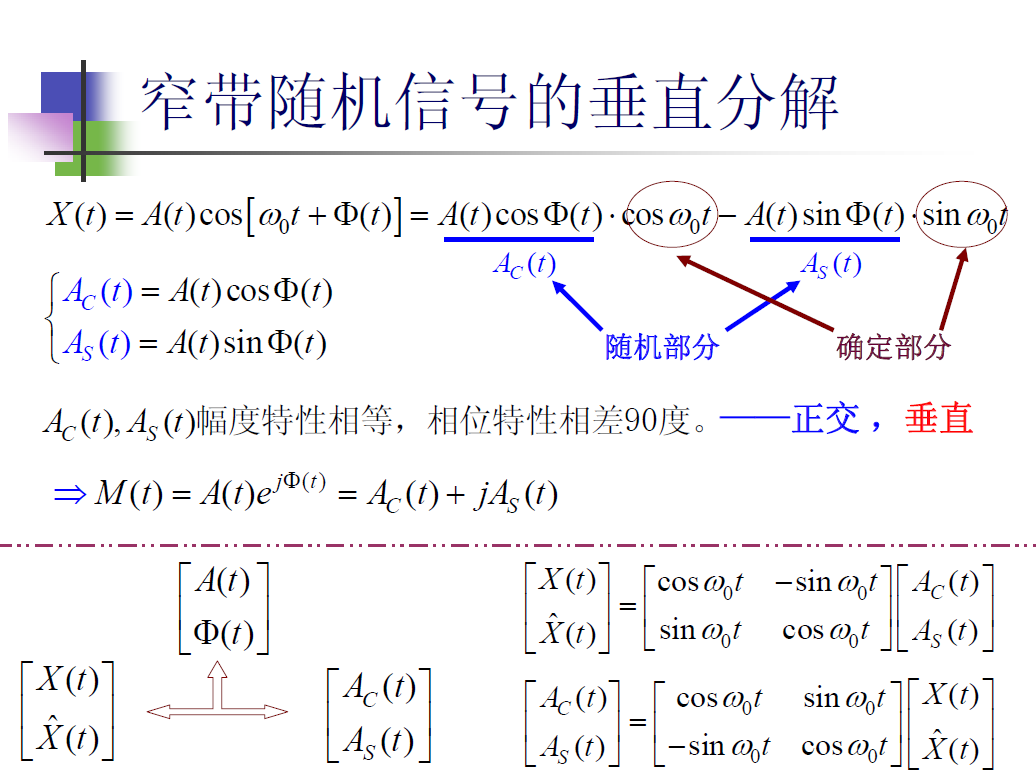 窄带随机信号的垂直分解
X(t) = A(t)cos[ω₀t + Φ(t)] = A(t)cosΦ(t)·cosω₀t − A(t)sinΦ(t)·sinω₀t
A_C(t) A_S(t)
{ A_C(t) = A(t)cosΦ(t)
A_S(t) = A(t)sinΦ(t)
随机部分 确定部分
A_C(t), A_S(t)幅度特性相等，相位特性相差90度。——正交，垂直
⇒ M(t) = A(t)e^{jΦ(t)} = A_C(t) + jA_S(t)
[A(t)
Φ(t)]
[X(t)
X̂(t)]
[A_C(t)
A_S(t)]
[X(t)] = [cosω₀t −sinω₀t][A_C(t)]
[X̂(t)] [sinω₀t cosω₀t][A_S(t)]
[A_C(t)] = [cosω₀t sinω₀t][X(t)]
[A_S(t)] [−sinω₀t cosω₀t][X̂(t)]